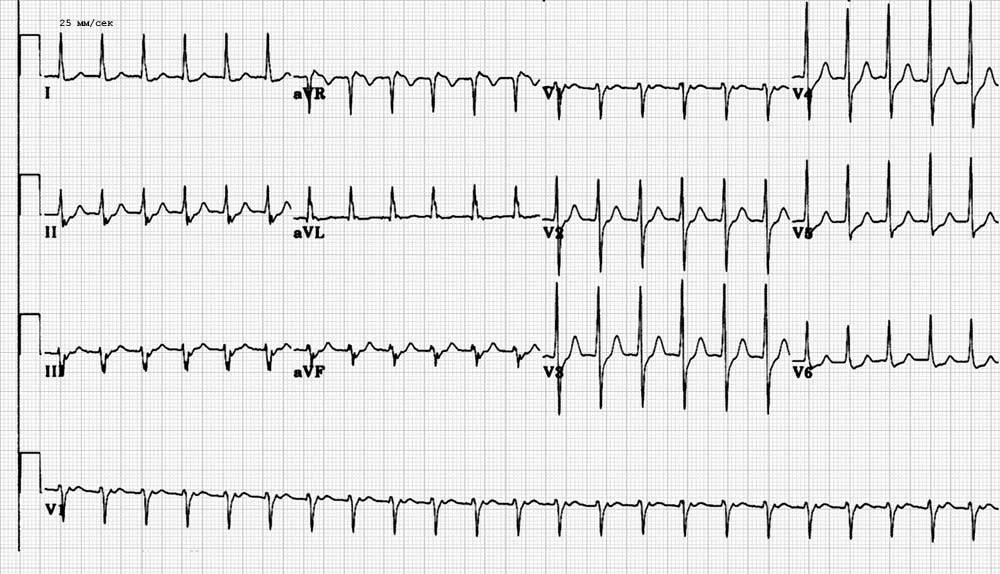 25 мм/сек
I aVR V1 V4
II aVL V2 V5
III aVF V3 V6
V1